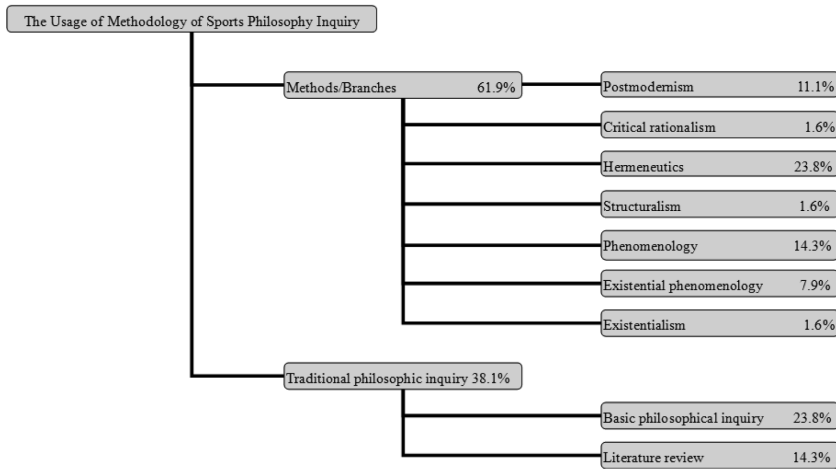 The Usage of Methodology of Sports Philosophy Inquiry
Methods/Branches 61.9%
Postmodernism 11.1%
Critical rationalism 1.6%
Hermeneutics 23.8%
Structuralism 1.6%
Phenomenology 14.3%
Existential phenomenology 7.9%
Existentialism 1.6%
Traditional philosophic inquiry 38.1%
Basic philosophical inquiry 23.8%
Literature review 14.3%